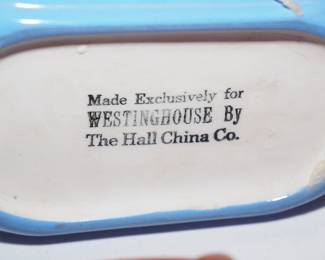 Made Exclusively for
WESTINGHOUSE By
The Hall China Co.